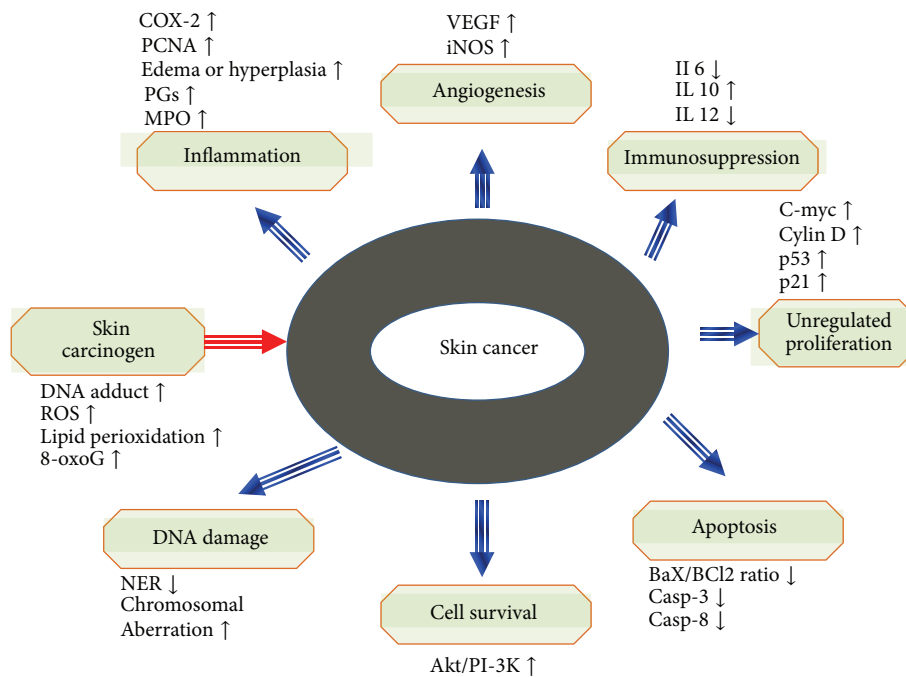 COX-2 ↑
PCNA ↑
Edema or hyperplasia ↑
PGs ↑
MPO ↑
Inflammation
VEGF ↑
iNOS ↑
Angiogenesis
II 6 ↓
IL 10 ↑
IL 12 ↓
Immunosuppression
C-myc ↑
Cylin D ↑
p53 ↑
p21 ↑
Unregulated
proliferation
Skin
carcinogen
DNA adduct ↑
ROS ↑
Lipid perioxidation ↑
8-oxoG ↑
Skin cancer
DNA damage
NER ↓
Chromosomal
Aberration ↑
Cell survival
Akt/PI-3K ↑
Apoptosis
BaX/BCl2 ratio ↓
Casp-3 ↓
Casp-8 ↓